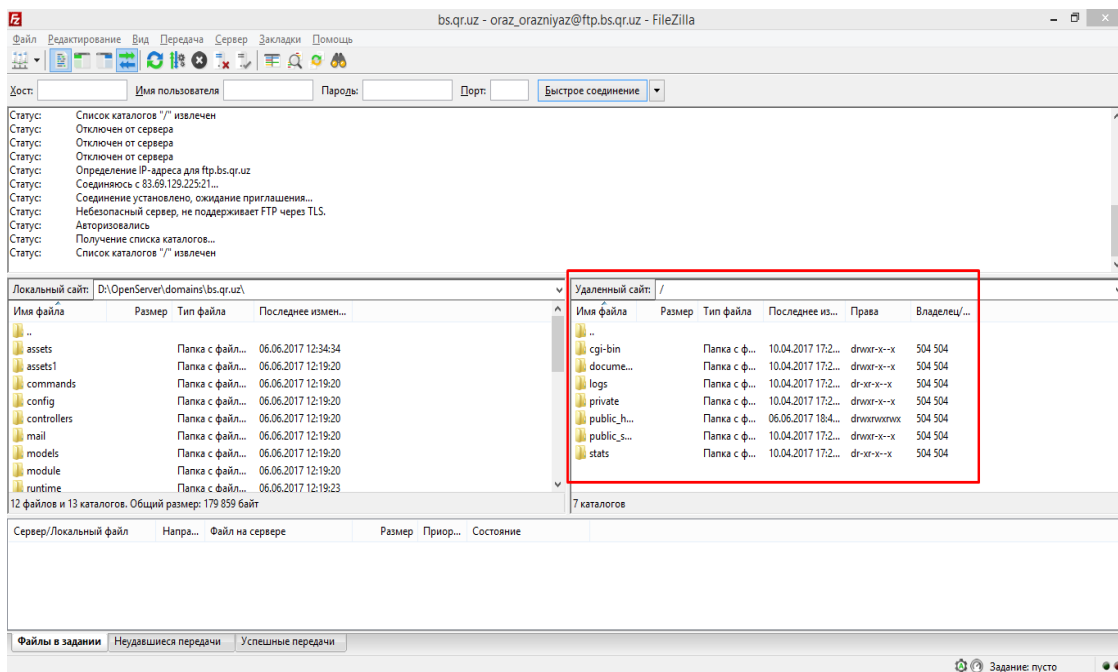 bs.qr.uz - oraz_orazniyaz@ftp.bs.qr.uz - FileZilla
Файл Редактирование Вид Передача Сервер Закладки Помощь
Хост: Имя пользователя Пароль: Порт: Быстрое соединение
Статус: Список каталогов "/" извлечен
Статус: Отключен от сервера
Статус: Отключен от сервера
Статус: Отключен от сервера
Статус: Определение IP-адреса для ftp.bs.qr.uz
Статус: Соединяюсь с 83.69.129.225:21...
Статус: Соединение установлено, ожидание приглашения...
Статус: Небезопасный сервер, не поддерживает FTP через TLS.
Статус: Авторизовались
Статус: Получение списка каталогов...
Статус: Список каталогов "/" извлечен
Локальный сайт: D:\OpenServer\domains\bs.qr.uz\
Имя файла Размер Тип файла Последнее измен...
..
assets Папка с файл... 06.06.2017 12:34:34
assets1 Папка с файл... 06.06.2017 12:19:20
commands Папка с файл... 06.06.2017 12:19:20
config Папка с файл... 06.06.2017 12:19:20
controllers Папка с файл... 06.06.2017 12:19:20
mail Папка с файл... 06.06.2017 12:19:20
models Папка с файл... 06.06.2017 12:19:20
module Папка с файл... 06.06.2017 12:19:20
runtime Папка с файл... 06.06.2017 12:19:23
12 файлов и 13 каталогов. Общий размер: 179 859 байт
Удаленный сайт: /
Имя файла Размер Тип файла Последнее из... Права Владелец/...
..
cgi-bin Папка с ф... 10.04.2017 17:2... drwxr-x--x 504 504
docume... Папка с ф... 10.04.2017 17:2... drwxr-x--x 504 504
logs Папка с ф... 10.04.2017 17:2... dr-xr-x--x 504 504
private Папка с ф... 10.04.2017 17:2... drwxr-x--x 504 504
public_h... Папка с ф... 06.06.2017 18:4... drwxrwxrwx 504 504
public_s... Папка с ф... 10.04.2017 17:2... drwxr-x--x 504 504
stats Папка с ф... 10.04.2017 17:2... dr-xr-x--x 504 504
7 каталогов
Сервер/Локальный файл Напра... Файл на сервере Размер Приор... Состояние
Файлы в задании Неудавшиеся передачи Успешные передачи
Задание: пусто